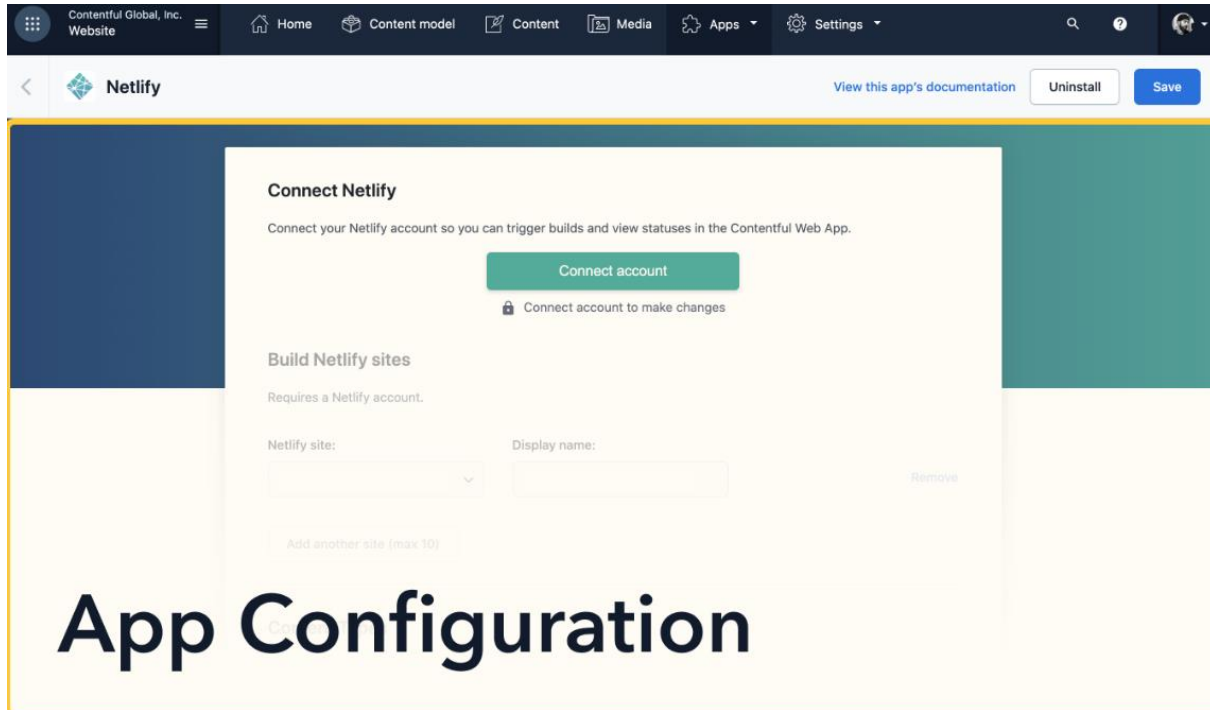 Contentful Global, Inc.
Website
Home
Content model
Content
Media
Apps
Settings
Netlify
View this app's documentation
Uninstall
Save
Connect Netlify
Connect your Netlify account so you can trigger builds and view statuses in the Contentful Web App.
Connect account
Connect account to make changes
Build Netlify sites
Requires a Netlify account.
Netlify site:
Display name:
Remove
Add another site (max 10)
App Configuration